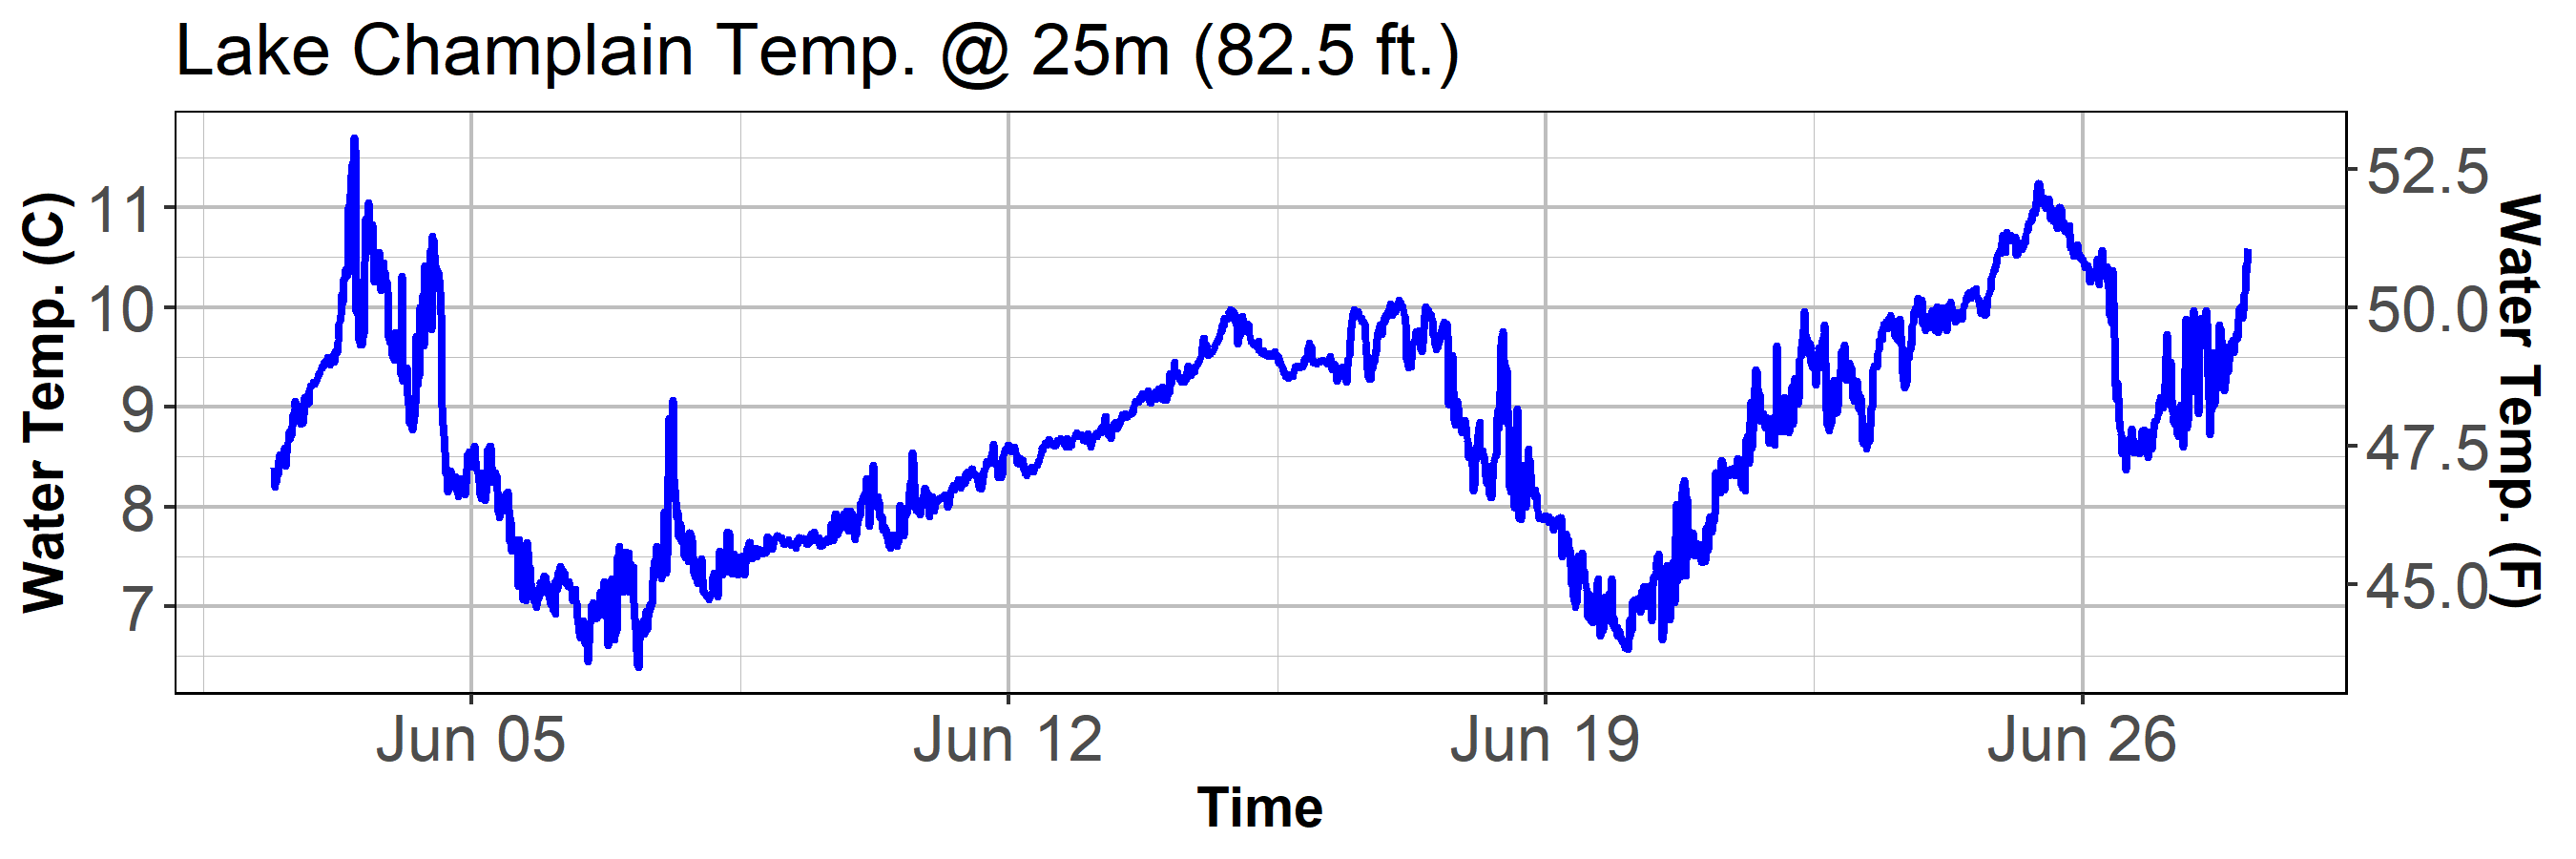 Lake Champlain Temp. @ 25m (82.5 ft.)
Water Temp. (C)
11
10
9
8
7
52.5
50.0
47.5
45.0
Water Temp. (F)
Jun 05 Jun 12 Jun 19 Jun 26
Time